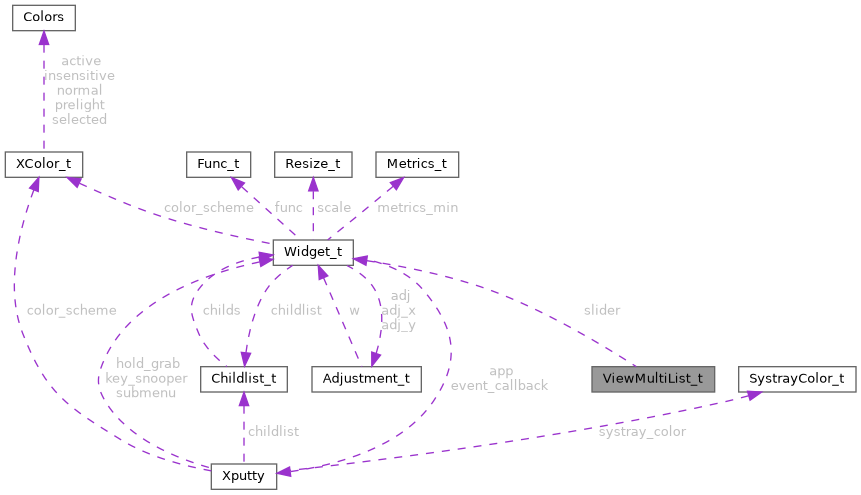 Colors
active
insensitive
normal
prelight
selected
XColor_t
Func_t
Resize_t
Metrics_t
color_scheme
func
scale
metrics_min
Widget_t
color_scheme
childs
childlist
w
adj
adj_x
adj_y
slider
hold_grab
key_snooper
submenu
Childlist_t
Adjustment_t
app
event_callback
ViewMultiList_t
SystrayColor_t
childlist
systray_color
Xputty